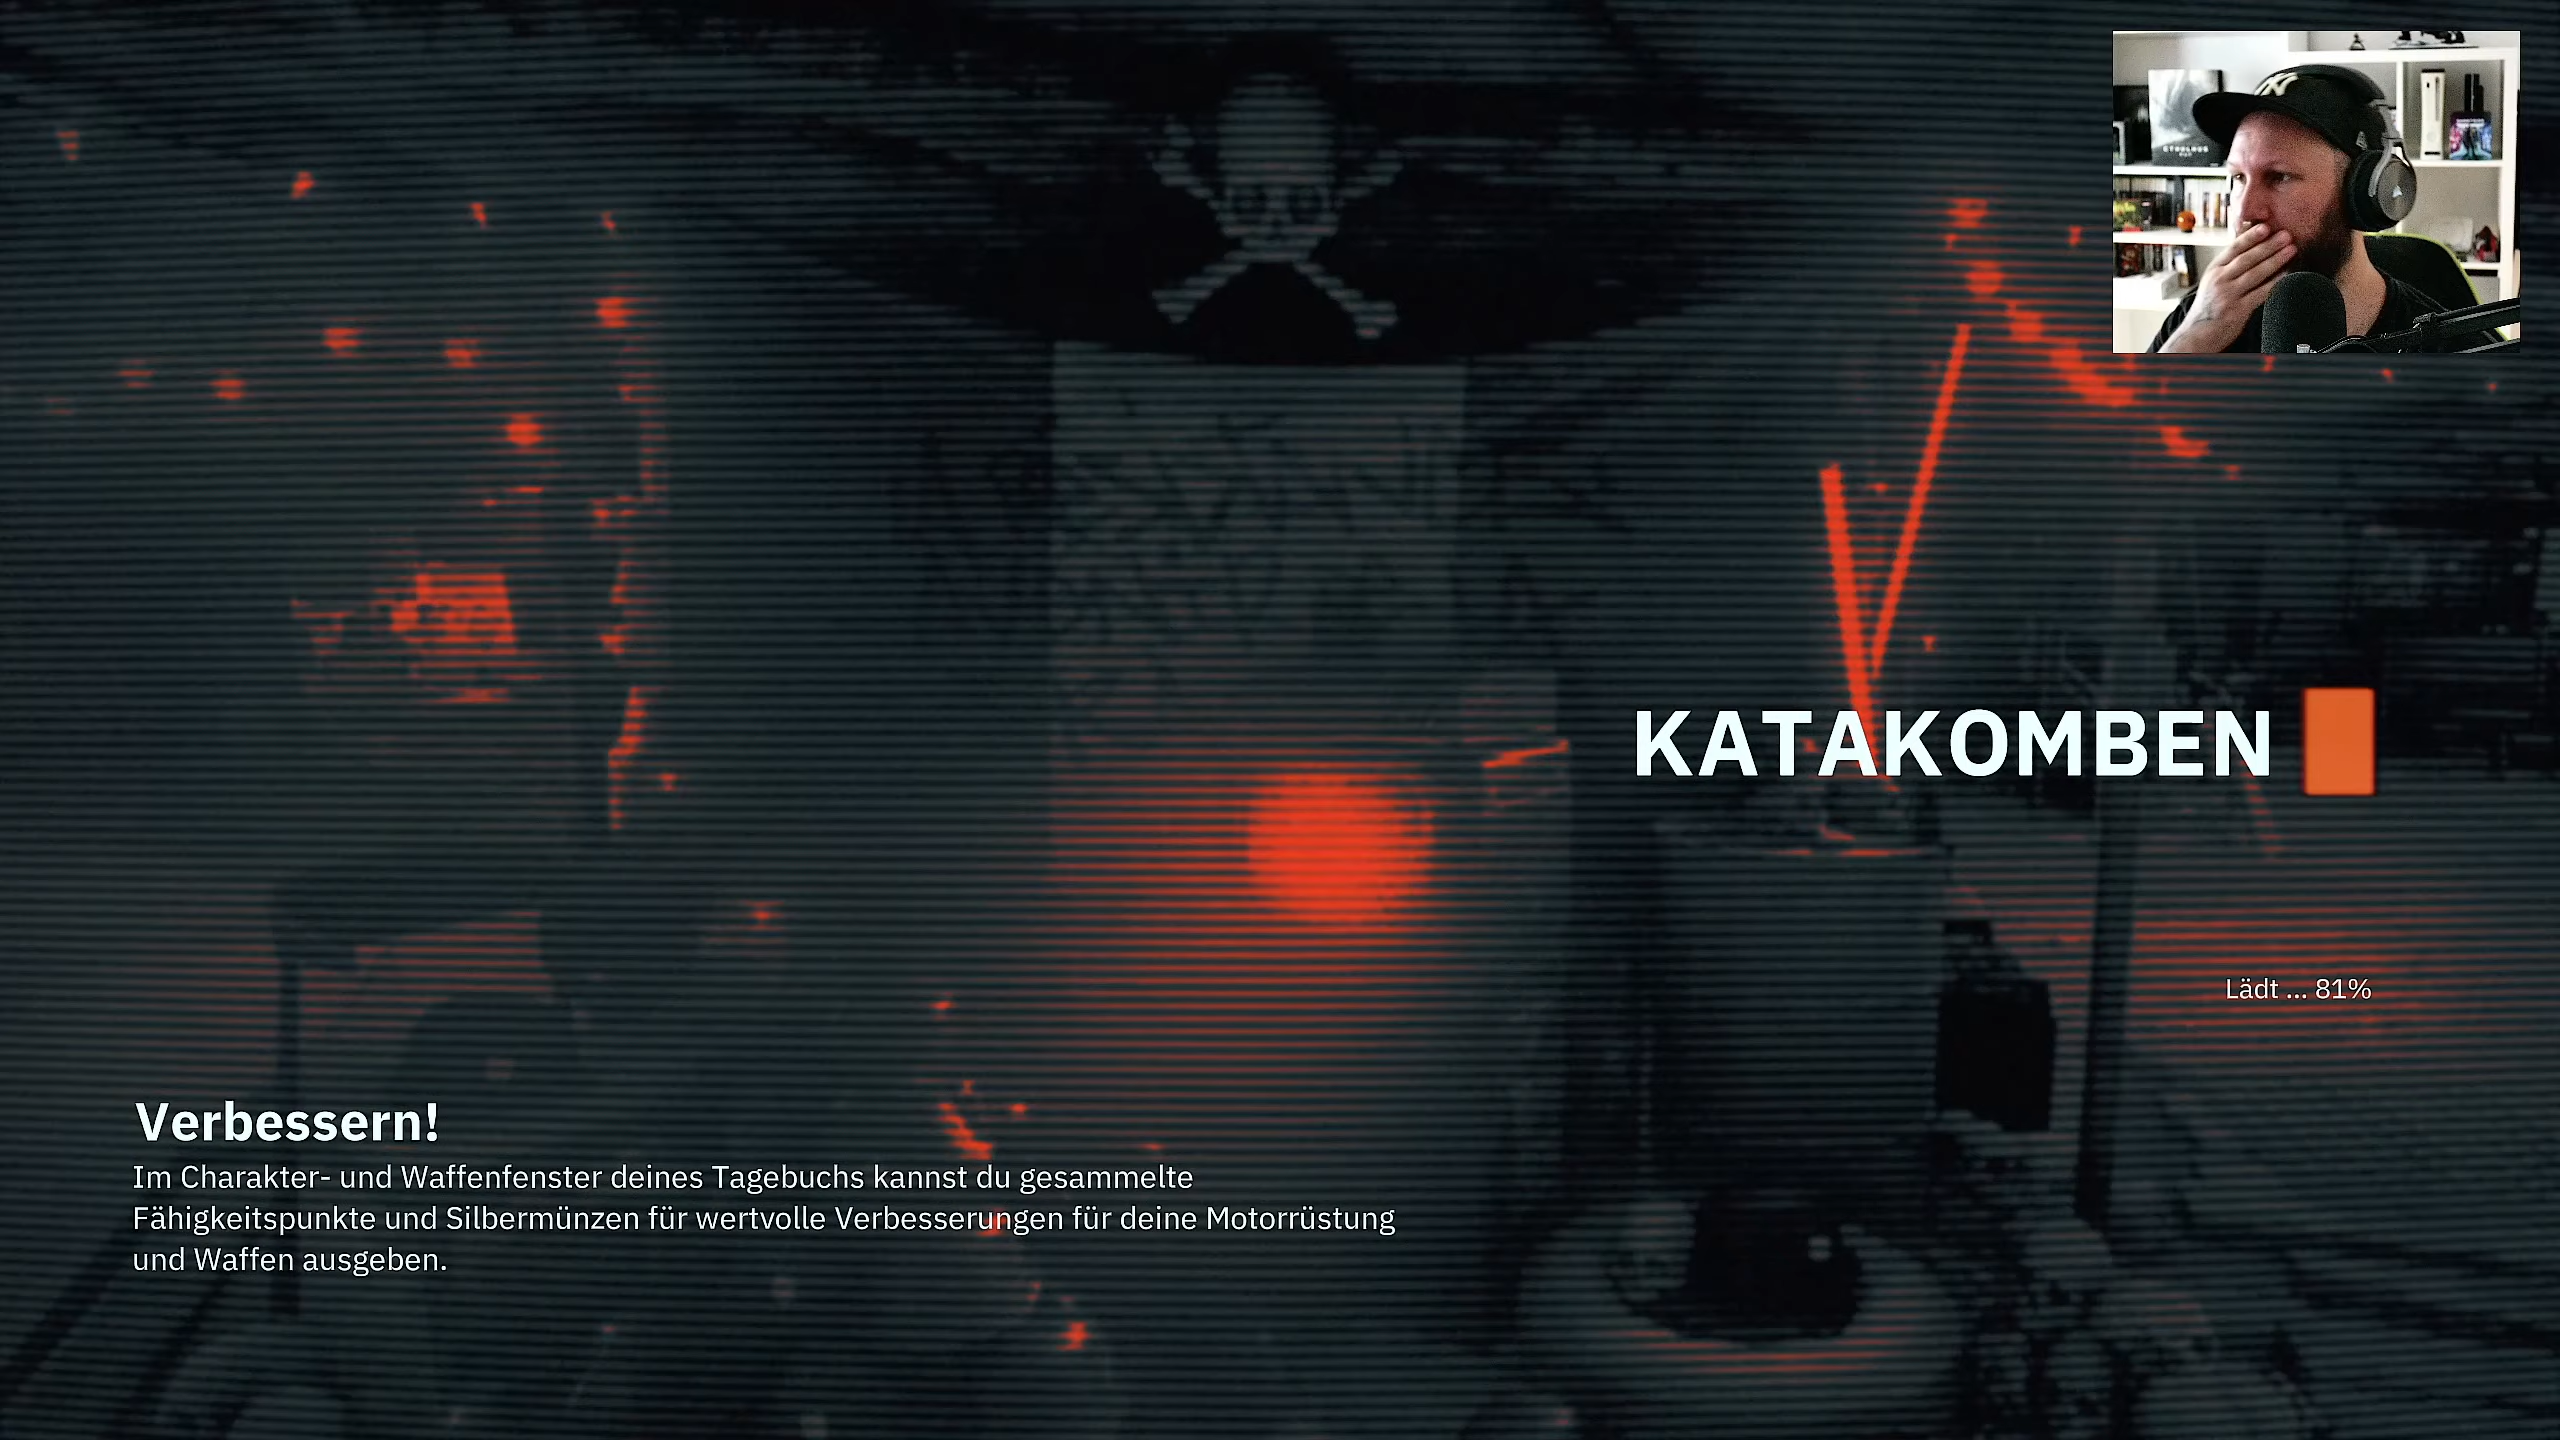 KATAKOMBEN
Lädt ... 81%
Verbessern!
Im Charakter- und Waffenfenster deines Tagebuchs kannst du gesammelte
Fähigkeitspunkte und Silbermünzen für wertvolle Verbesserungen für deine Motorrüstung
und Waffen ausgeben.